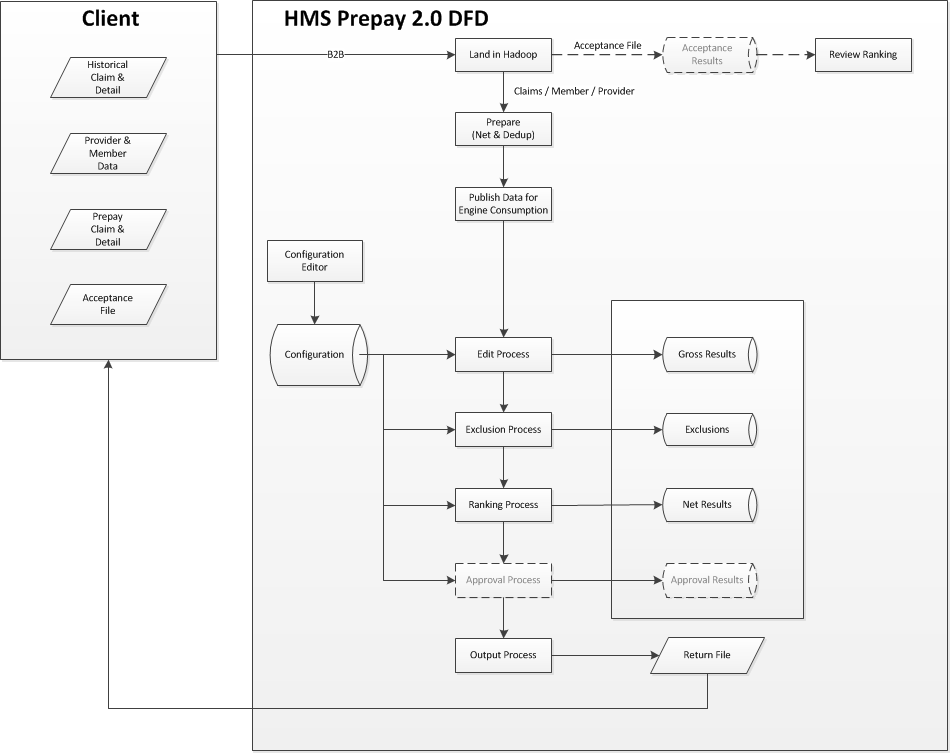 Client
Historical
Claim &
Detail
Provider &
Member
Data
Prepay
Claim &
Detail
Acceptance
File
HMS Prepay 2.0 DFD
B2B
Land in Hadoop
Acceptance File
Acceptance
Results
Review Ranking
Claims / Member / Provider
Prepare
(Net & Dedup)
Publish Data for
Engine Consumption
Configuration
Editor
Configuration
Edit Process
Gross Results
Exclusion Process
Exclusions
Ranking Process
Net Results
Approval Process
Approval Results
Output Process
Return File